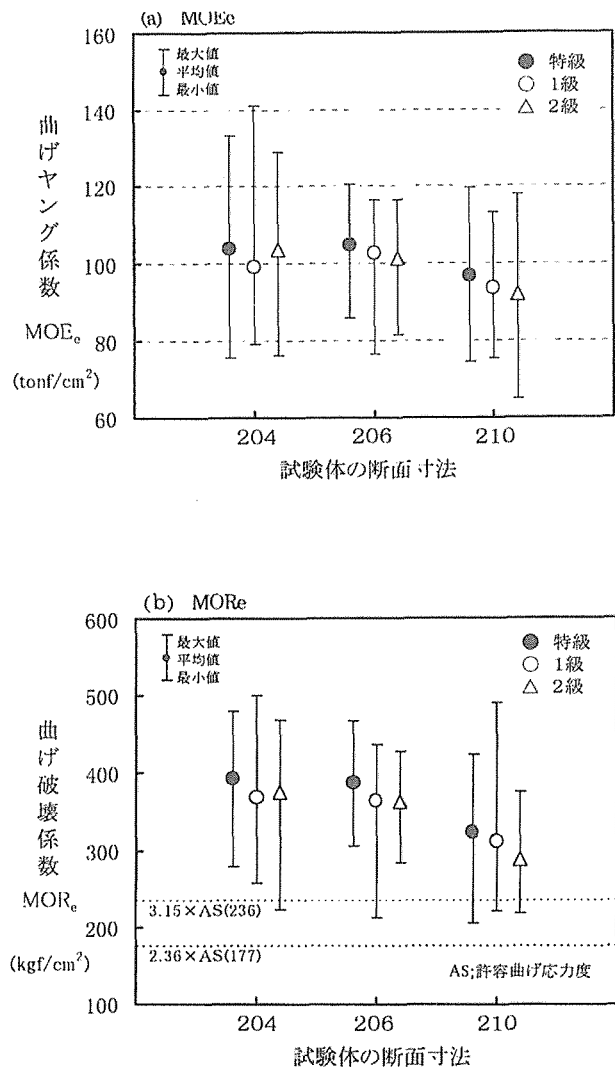 (a) MOEe
160
140
120
100
80
60
最大値
平均値
最小値
特級
1級
2級
曲げヤング係数
MOEe
(tonf/cm²)
204 206 210
試験体の断面寸法
(b) MORe
600
500
400
300
200
100
最大値
平均値
最小値
特級
1級
2級
曲げ破壊係数
MORe
(kgf/cm²)
3.15×AS(236)
2.36×AS(177)
AS;許容曲げ応力度
204 206 210
試験体の断面寸法